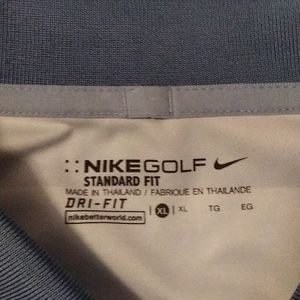 ::NIKEGOLF
STANDARD FIT
MADE IN THAILAND / FABRIQUE EN THAILANDE
DRI-FIT | XL | XL TG EG
nikebetterworld.com